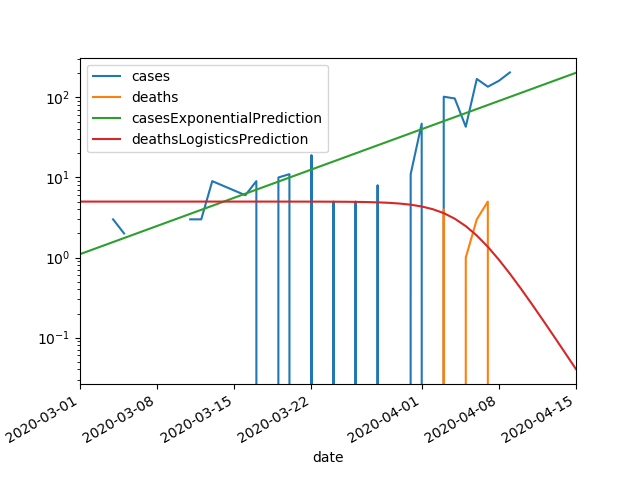 cases
deaths
casesExponentialPrediction
deathsLogisticsPrediction
10²
10¹
10⁰
10⁻¹
2020-03-01
2020-03-08
2020-03-15
2020-03-22
2020-04-01
2020-04-08
2020-04-15
date